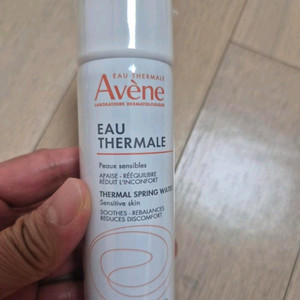 EAU THERMALE
Avène
LABORATOIRE DERMATOLOGIQUE
EAU
THERMALE
Peaux sensibles
APAISE - RÉÉQUILIBRE
RÉDUIT L'INCONFORT
THERMAL SPRING WATER
Sensitive skin
SOOTHES - REBALANCES
REDUCES DISCOMFORT